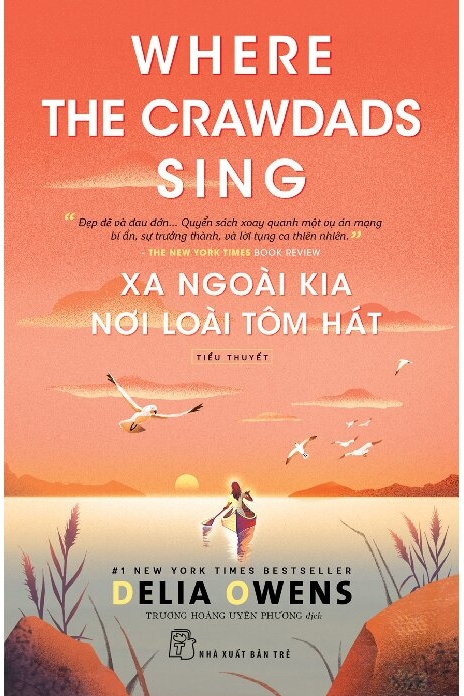 WHERE
THE CRAWDADS
SING
“Đẹp đẽ và đau đớn... Quyển sách xoay quanh một vụ án mạng
bí ẩn, sự trưởng thành, và lời tụng ca thiên nhiên.”
- THE NEW YORK TIMES BOOK REVIEW
XA NGOÀI KIA
NƠI LOÀI TÔM HÁT
TIỂU THUYẾT
#1 NEW YORK TIMES BESTSELLER
DELIA OWENS
TRƯƠNG HOÀNG UYÊN PHƯƠNG dịch
NHÀ XUẤT BẢN TRẺ